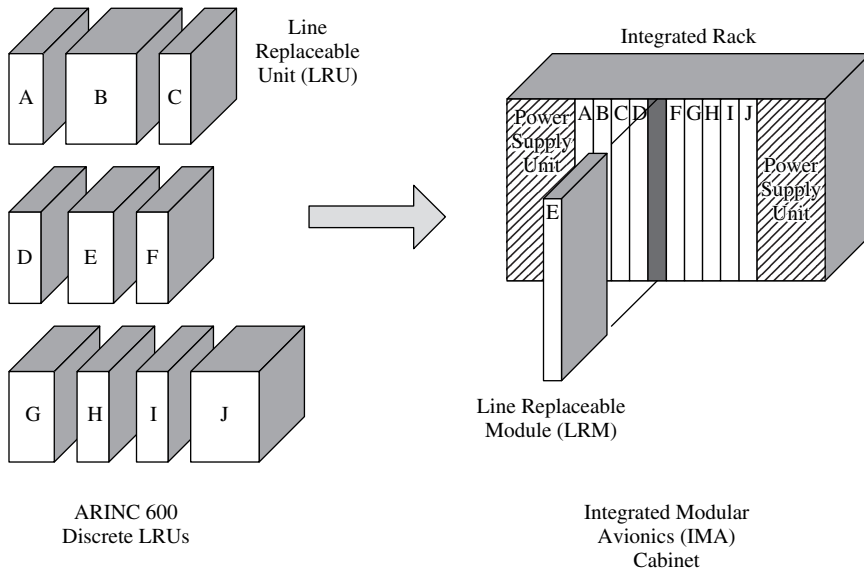 Line
Replaceable
Unit (LRU)
A B C
D E F
G H I J
ARINC 600
Discrete LRUs
Integrated Rack
Power
Supply
Unit
A B C D F G H I J
Power
Supply
Unit
E
Line Replaceable
Module (LRM)
Integrated Modular
Avionics (IMA)
Cabinet